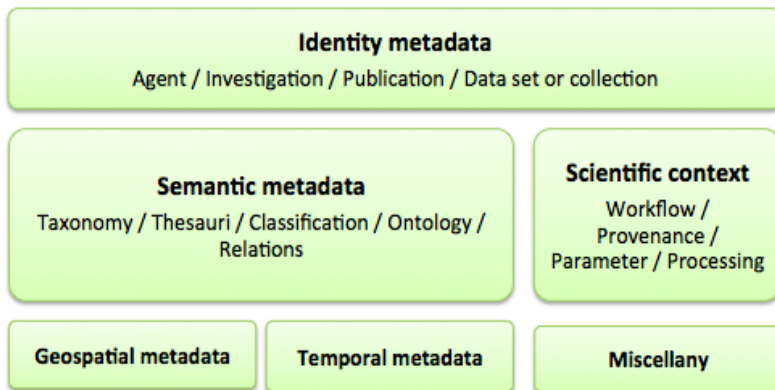 Identity metadata
Agent / Investigation / Publication / Data set or collection
Semantic metadata
Taxonomy / Thesauri / Classification / Ontology /
Relations
Scientific context
Workflow /
Provenance /
Parameter / Processing
Geospatial metadata
Temporal metadata
Miscellany